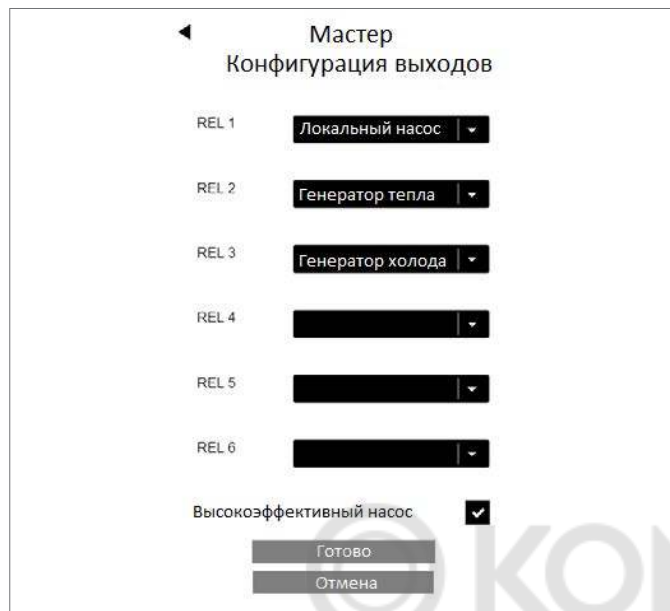 Мастер
Конфигурация выходов
REL 1 Локальный насос
REL 2 Генератор тепла
REL 3 Генератор холода
REL 4
REL 5
REL 6
Высокоэффективный насос
Готово
Отмена
KON